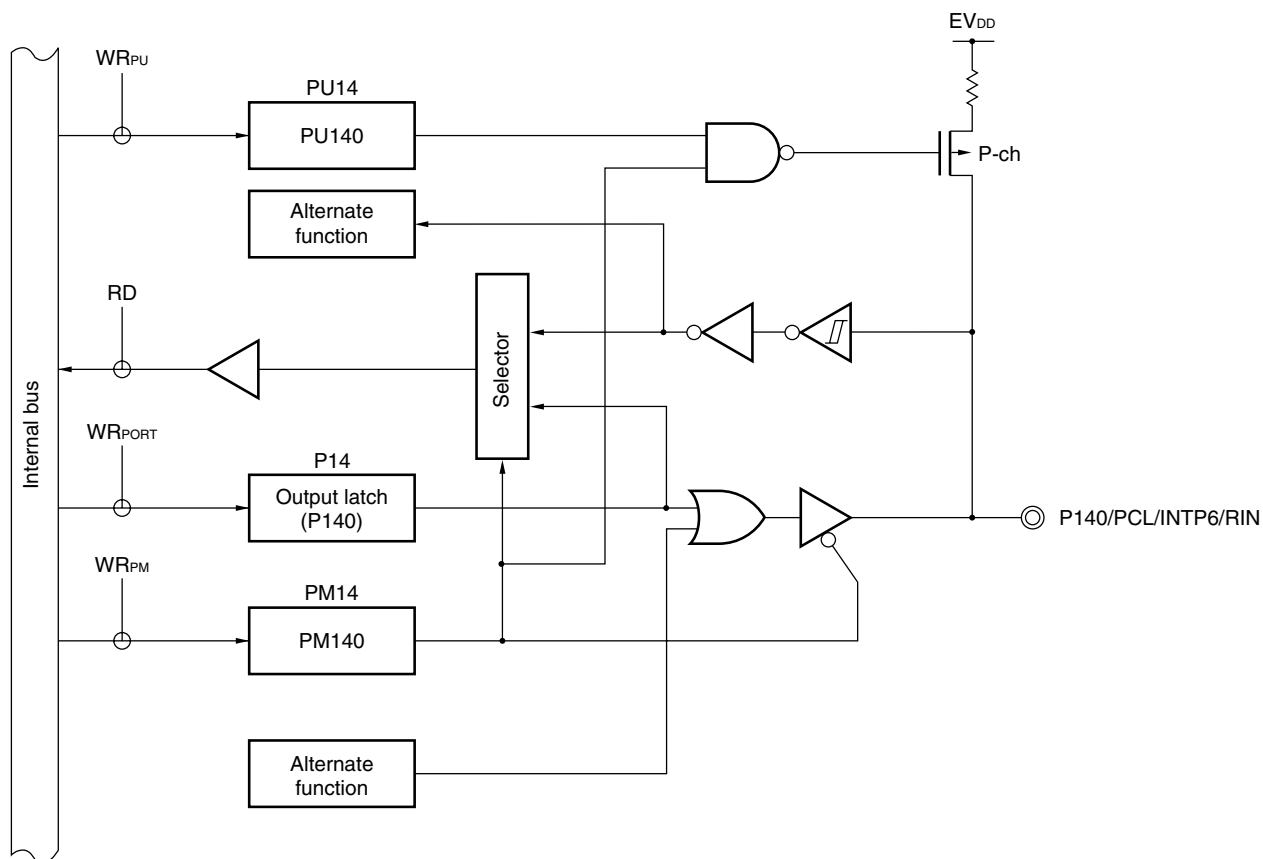 EVDD
WRPU
PU14
PU140
P-ch
Alternate
function
RD
Selector
Internal bus
WRPORT
P14
Output latch
(P140)
P140/PCL/INTP6/RIN
WRPM
PM14
PM140
Alternate
function